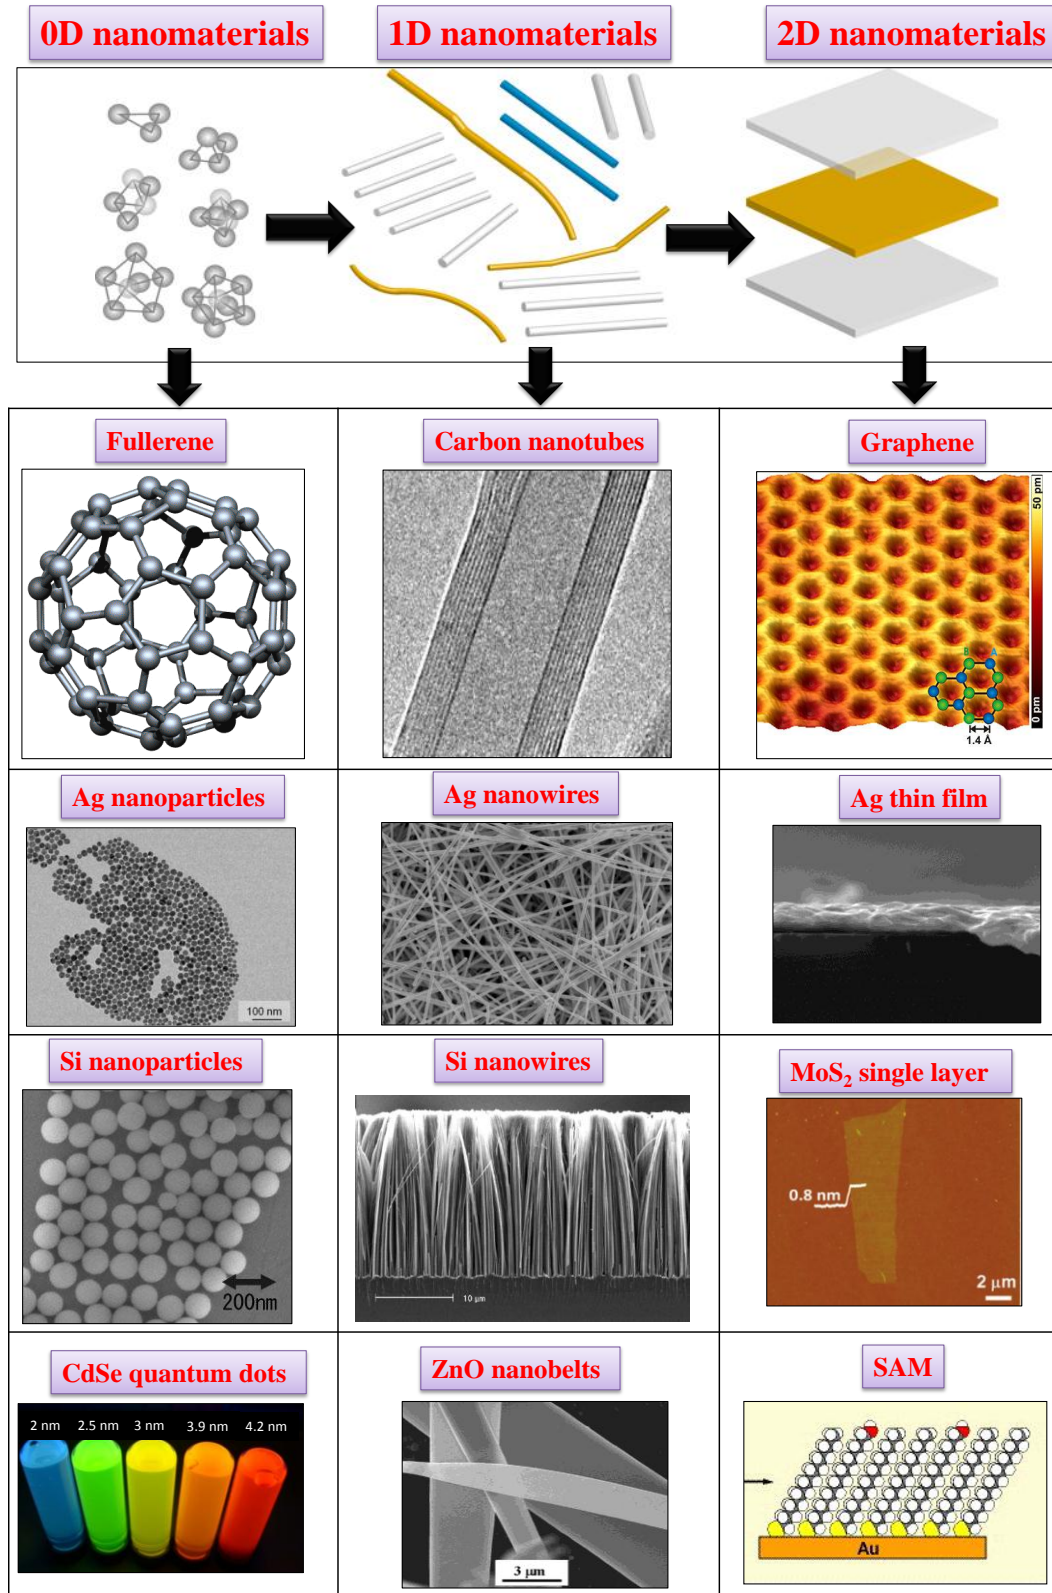 0D nanomaterials
1D nanomaterials
2D nanomaterials
Fullerene
Carbon nanotubes
Graphene
50 pm
0 pm
B A
1.4 Å
Ag nanoparticles
Ag nanowires
Ag thin film
100 nm
Si nanoparticles
Si nanowires
MoS₂ single layer
200nm
10 μm
0.8 nm
2 μm
CdSe quantum dots
ZnO nanobelts
SAM
2 nm 2.5 nm 3 nm 3.9 nm 4.2 nm
3 μm
Au